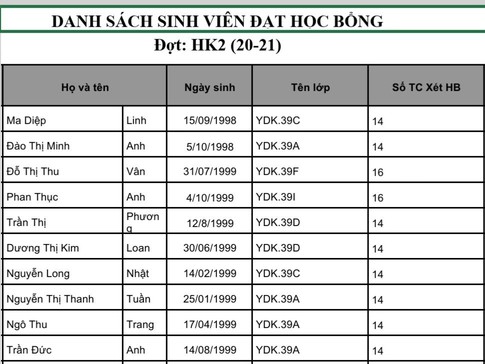 DANH SÁCH SINH VIÊN ĐẠT HOC BỔNG
Đợt: HK2 (20-21)
Họ và tên Ngày sinh Tên lớp Số TC Xét HB
Ma Diệp Linh 15/09/1998 YDK.39C 14
Đào Thị Minh Anh 5/10/1998 YDK.39A 14
Đỗ Thị Thu Vân 31/07/1999 YDK.39F 16
Phan Thục Anh 4/10/1999 YDK.39I 16
Trần Thị Phương 12/8/1999 YDK.39D 14
Dương Thị Kim Loan 30/06/1999 YDK.39D 14
Nguyễn Long Nhật 14/02/1999 YDK.39C 14
Nguyễn Thị Thanh Tuần 25/01/1999 YDK.39A 14
Ngô Thu Trang 17/04/1999 YDK.39A 14
Trần Đức Anh 14/08/1999 YDK.39A 14